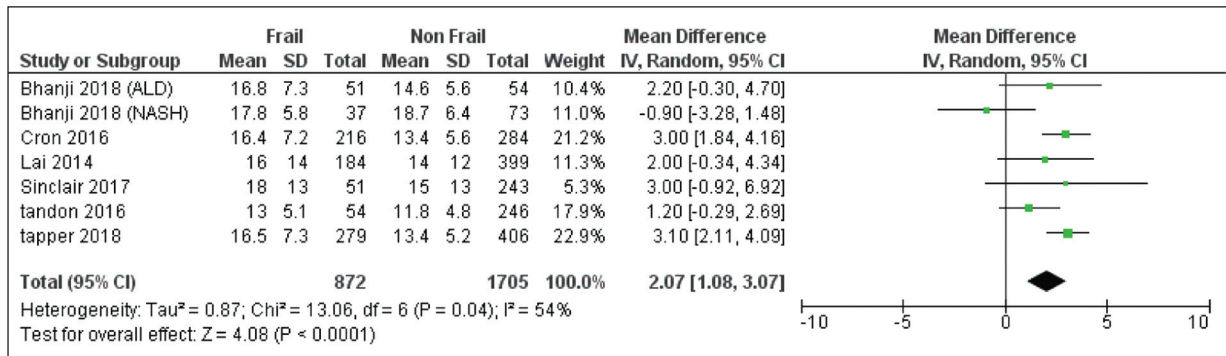 Frail Non Frail Mean Difference Mean Difference
Study or Subgroup Mean SD Total Mean SD Total Weight IV, Random, 95% CI IV, Random, 95% CI
Bhanji 2018 (ALD) 16.8 7.3 51 14.6 5.6 54 10.4% 2.20 [-0.30, 4.70]
Bhanji 2018 (NASH) 17.8 5.8 37 18.7 6.4 73 11.0% -0.90 [-3.28, 1.48]
Cron 2016 16.4 7.2 216 13.4 5.6 284 21.2% 3.00 [1.84, 4.16]
Lai 2014 16 14 184 14 12 399 11.3% 2.00 [-0.34, 4.34]
Sinclair 2017 18 13 51 15 13 243 5.3% 3.00 [-0.92, 6.92]
tandon 2016 13 5.1 54 11.8 4.8 246 17.9% 1.20 [-0.29, 2.69]
tapper 2018 16.5 7.3 279 13.4 5.2 406 22.9% 3.10 [2.11, 4.09]
Total (95% CI) 872 1705 100.0% 2.07 [1.08, 3.07]
Heterogeneity: Tau² = 0.87; Chi² = 13.06, df = 6 (P = 0.04); I² = 54%
Test for overall effect: Z = 4.08 (P < 0.0001)
-10 -5 0 5 10